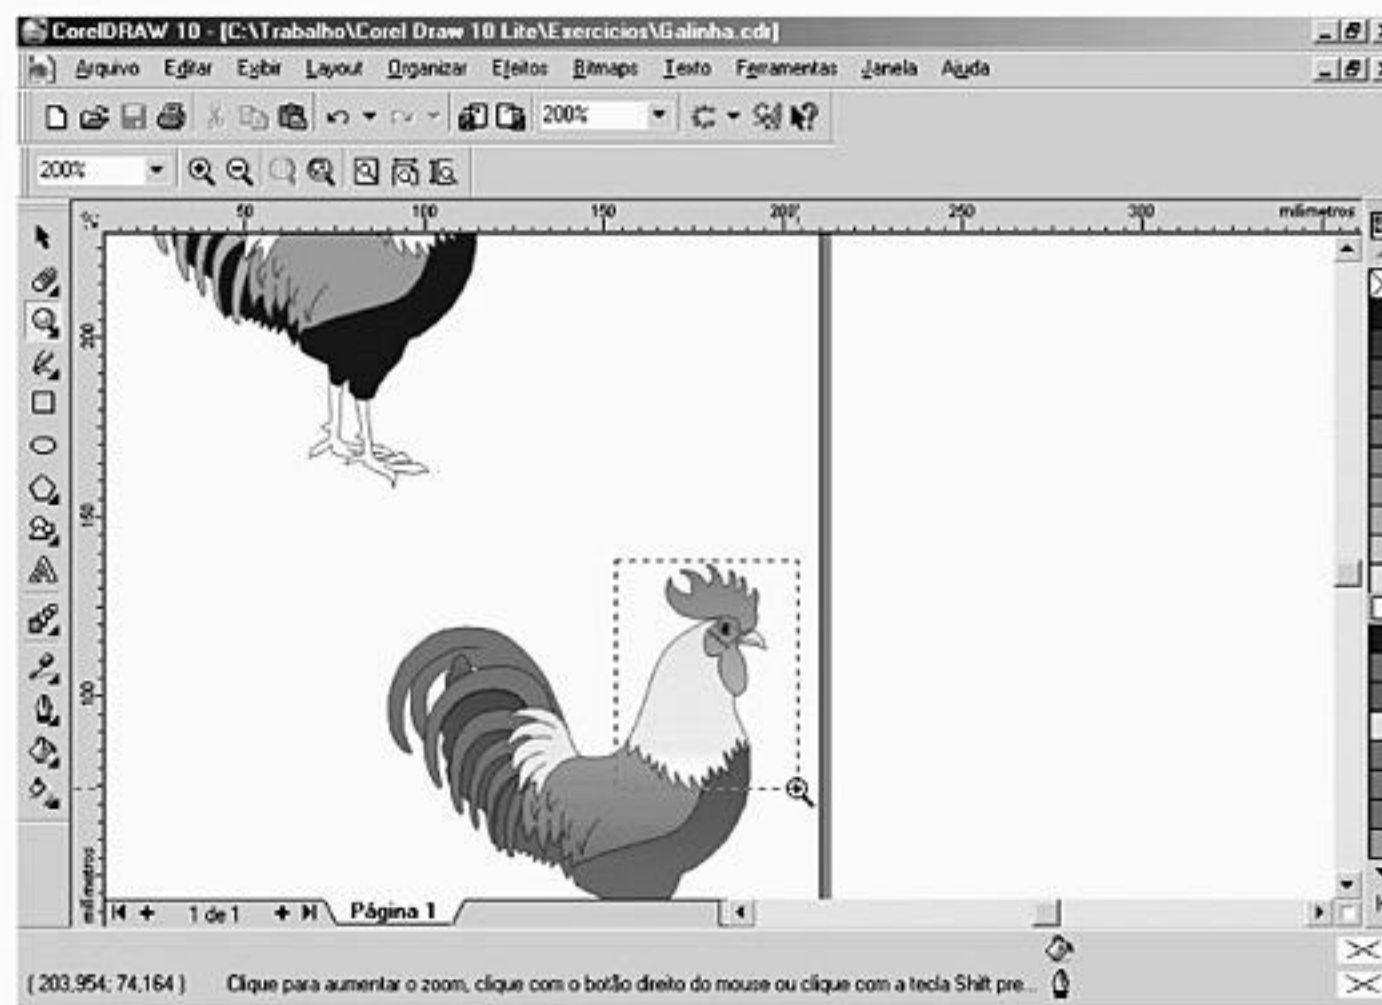 CorelDRAW 10 - [C:\Trabalho\Corel Draw 10 Lite\Exercicios\Galinha.cdr]
Arquivo Editar Exibir Layout Organizar Efeitos Bitmaps Texto Ferramentas Janela Ajuda
200%
200%
50 100 150 200 250 300 milímetros
200
150
100
milímetros
1 de 1 Página 1
( 203,954; 74,164 ) Clique para aumentar o zoom, clique com o botão direito do mouse ou clique com a tecla Shift pre...